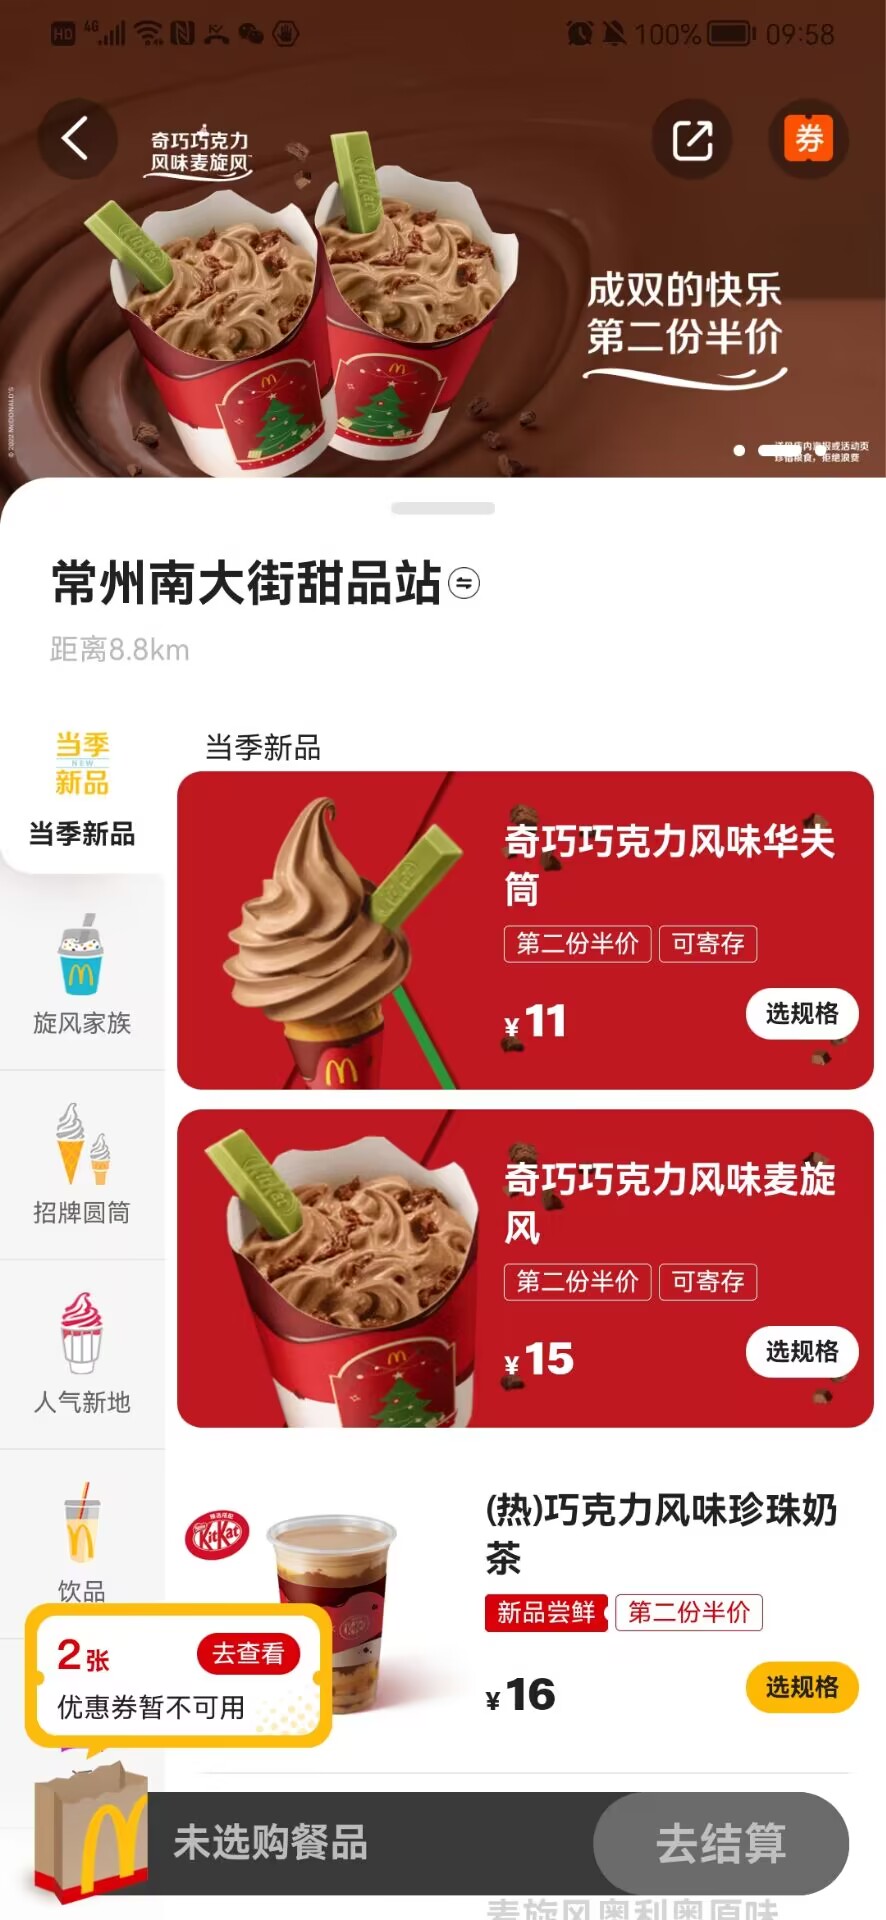 HD 4G 100% 09:58
奇巧巧克力
风味麦旋风
券
成双的快乐
第二份半价
常州南大街甜品站
距离8.8km
当季
NEW
新品
当季新品
旋风家族
招牌圆筒
人气新地
饮品
当季新品
奇巧巧克力风味华夫
筒
第二份半价 可寄存
¥11
选规格
KitKat
奇巧巧克力风味麦旋
风
第二份半价 可寄存
¥15
选规格
KitKat
(热)巧克力风味珍珠奶
茶
新品尝鲜 第二份半价
¥16
选规格
2张
去查看
优惠券暂不可用
未选购餐品
去结算
麦旋风奥利奥原味